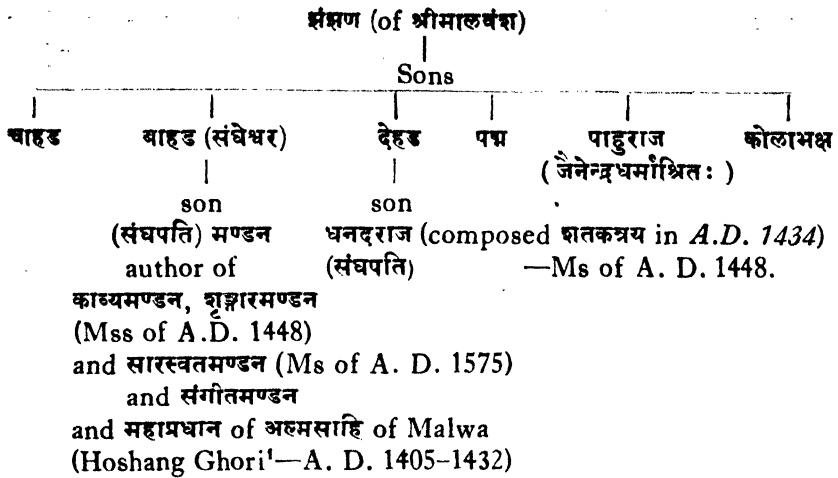 झंझण (of श्रीमालवंश)
Sons
चाहड बाहड (संघेश्वर) देहड पद्म पाहुराज कोलाभक्ष
(जैनेन्द्रधर्माश्रितः)
son son
(संघपति) मण्डन धनदराज (composed शतकत्रय in A.D. 1434)
author of (संघपति) —Ms of A. D. 1448.
काव्यमण्डन, शृङ्गारमण्डन
(Mss of A.D. 1448)
and सारस्वतमण्डन (Ms of A. D. 1575)
and संगीतमण्डन
and महाप्रधान of अल्मसाहि of Malwa
(Hoshang Ghori¹—A. D. 1405-1432)